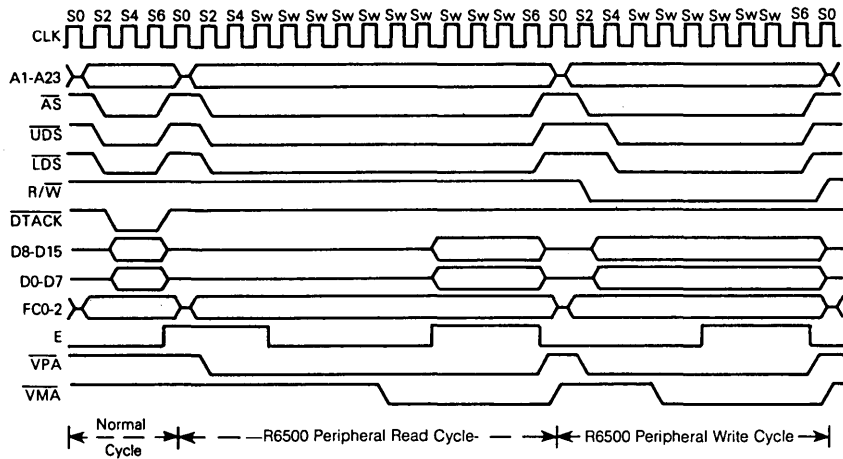 S0 S2 S4 S6 S0 S2 S4 Sw Sw Sw Sw Sw Sw Sw Sw Sw Sw S6 S0 S2 S4 Sw Sw Sw Sw Sw Sw S6 S0
CLK
A1-A23
AS
UDS
LDS
R/W
DTACK
D8-D15
D0-D7
FC0-2
E
VPA
VMA
Normal
Cycle
R6500 Peripheral Read Cycle
R6500 Peripheral Write Cycle